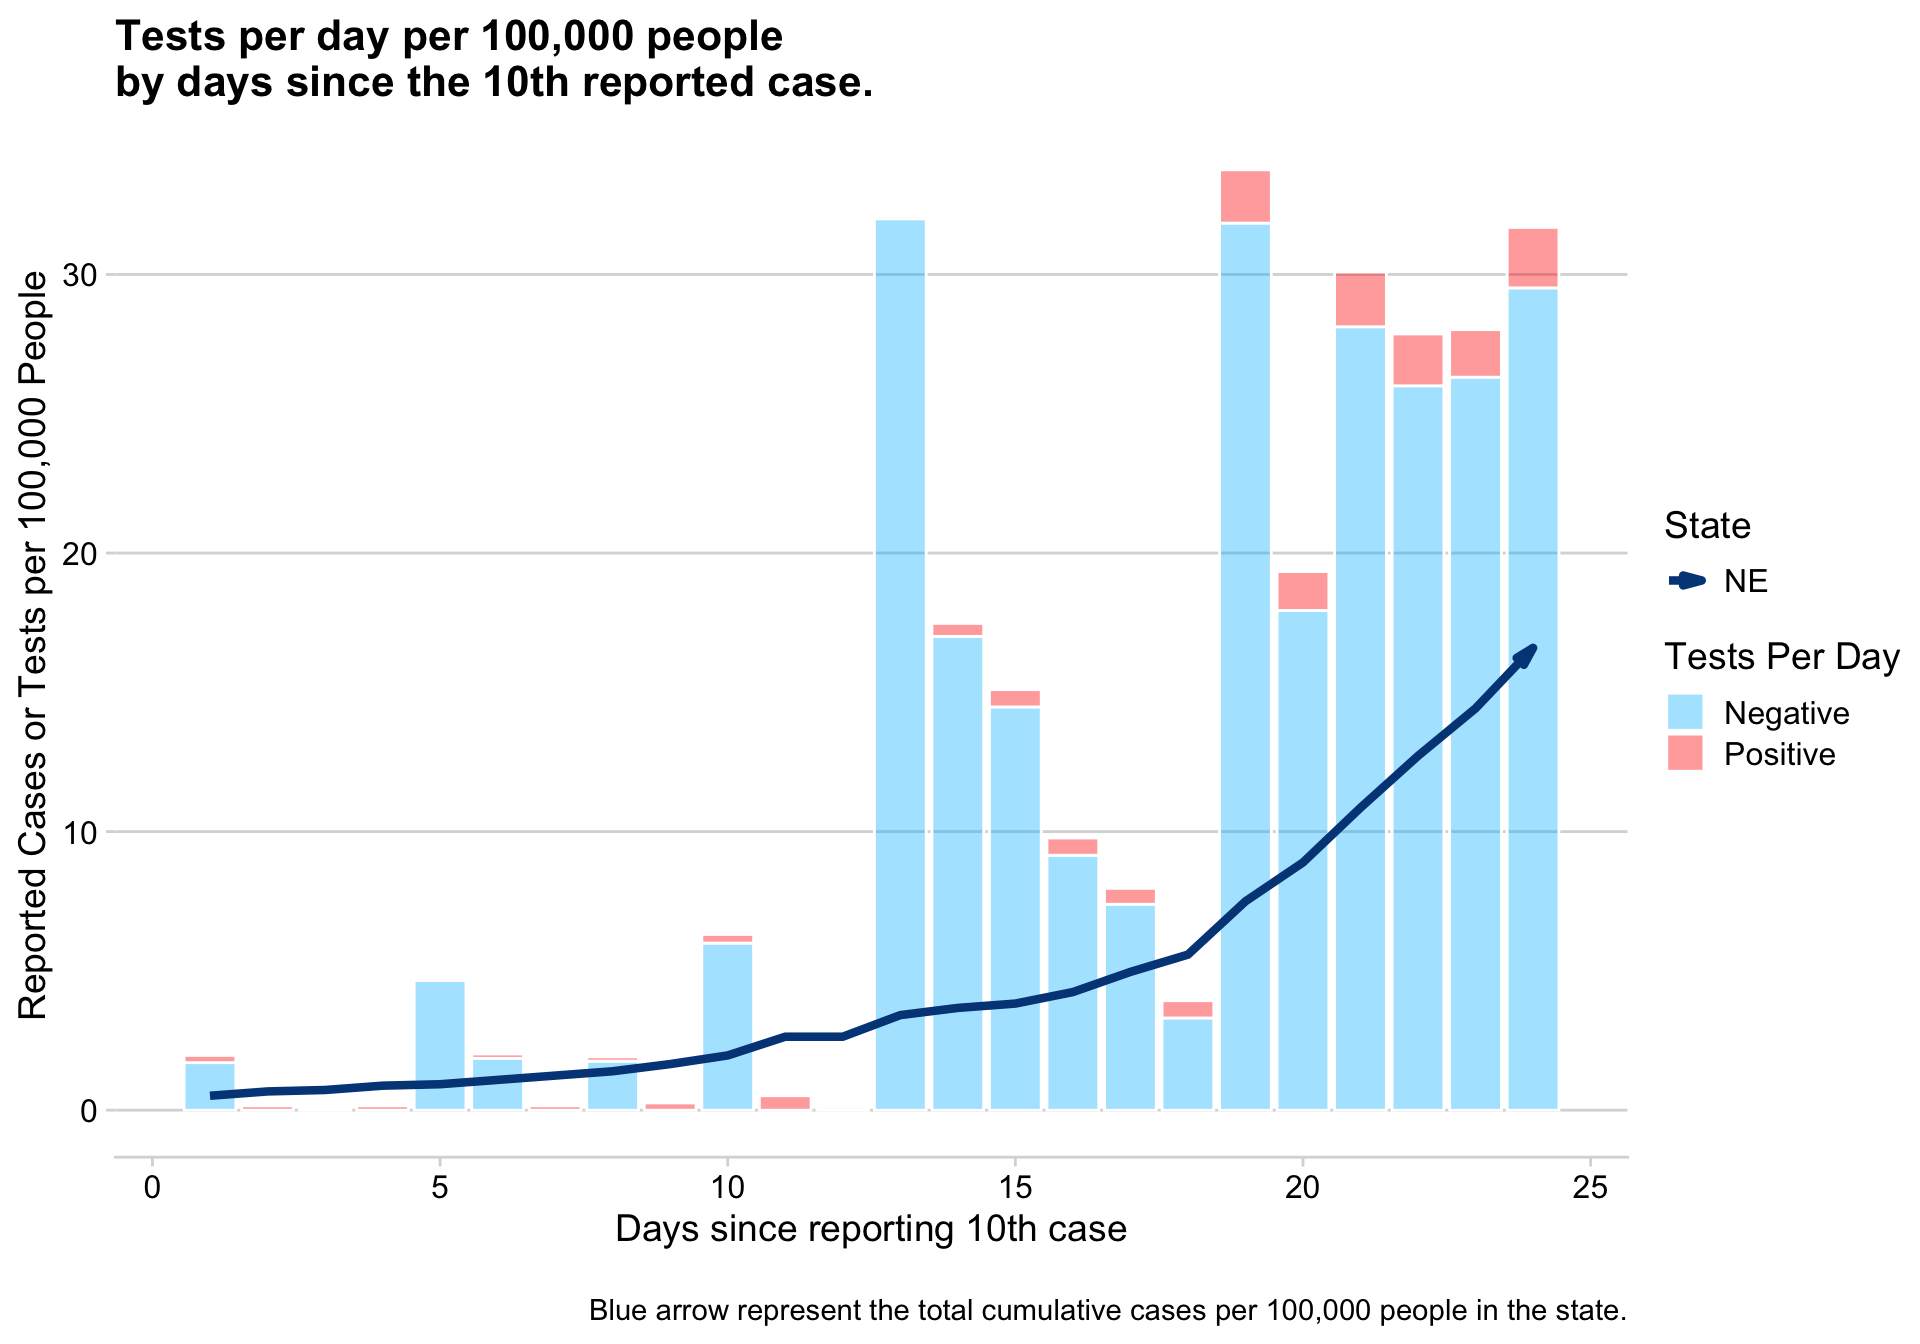 Tests per day per 100,000 people
by days since the 10th reported case.
Reported Cases or Tests per 100,000 People
30
20
10
0
0 5 10 15 20 25
Days since reporting 10th case
State
NE
Tests Per Day
Negative
Positive
Blue arrow represent the total cumulative cases per 100,000 people in the state.